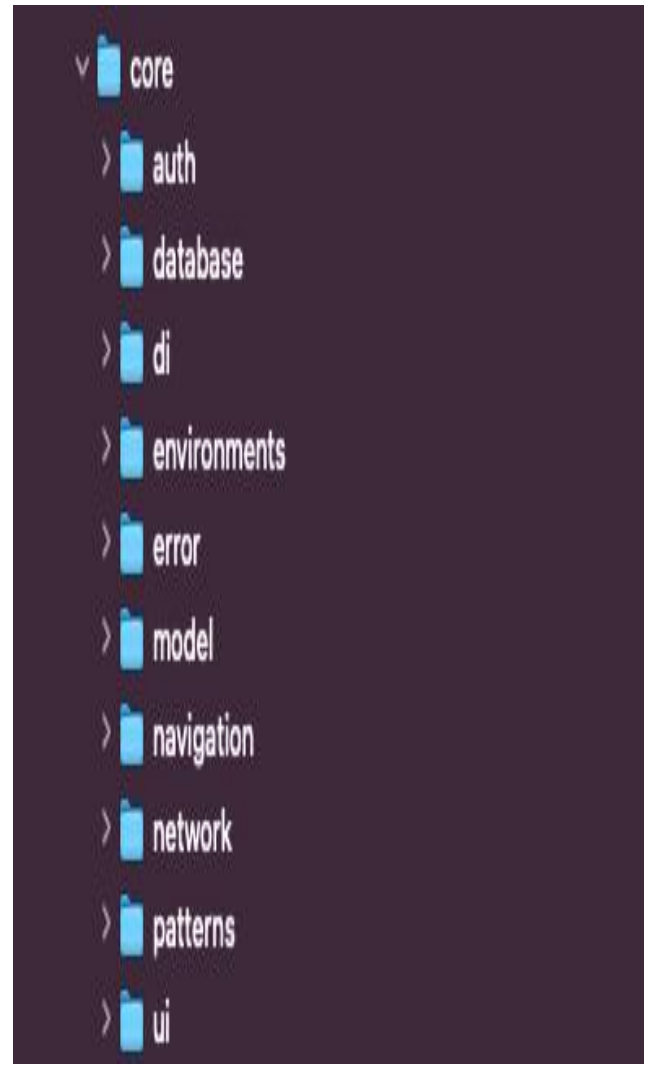 core
auth
database
di
environments
error
model
navigation
network
patterns
ui